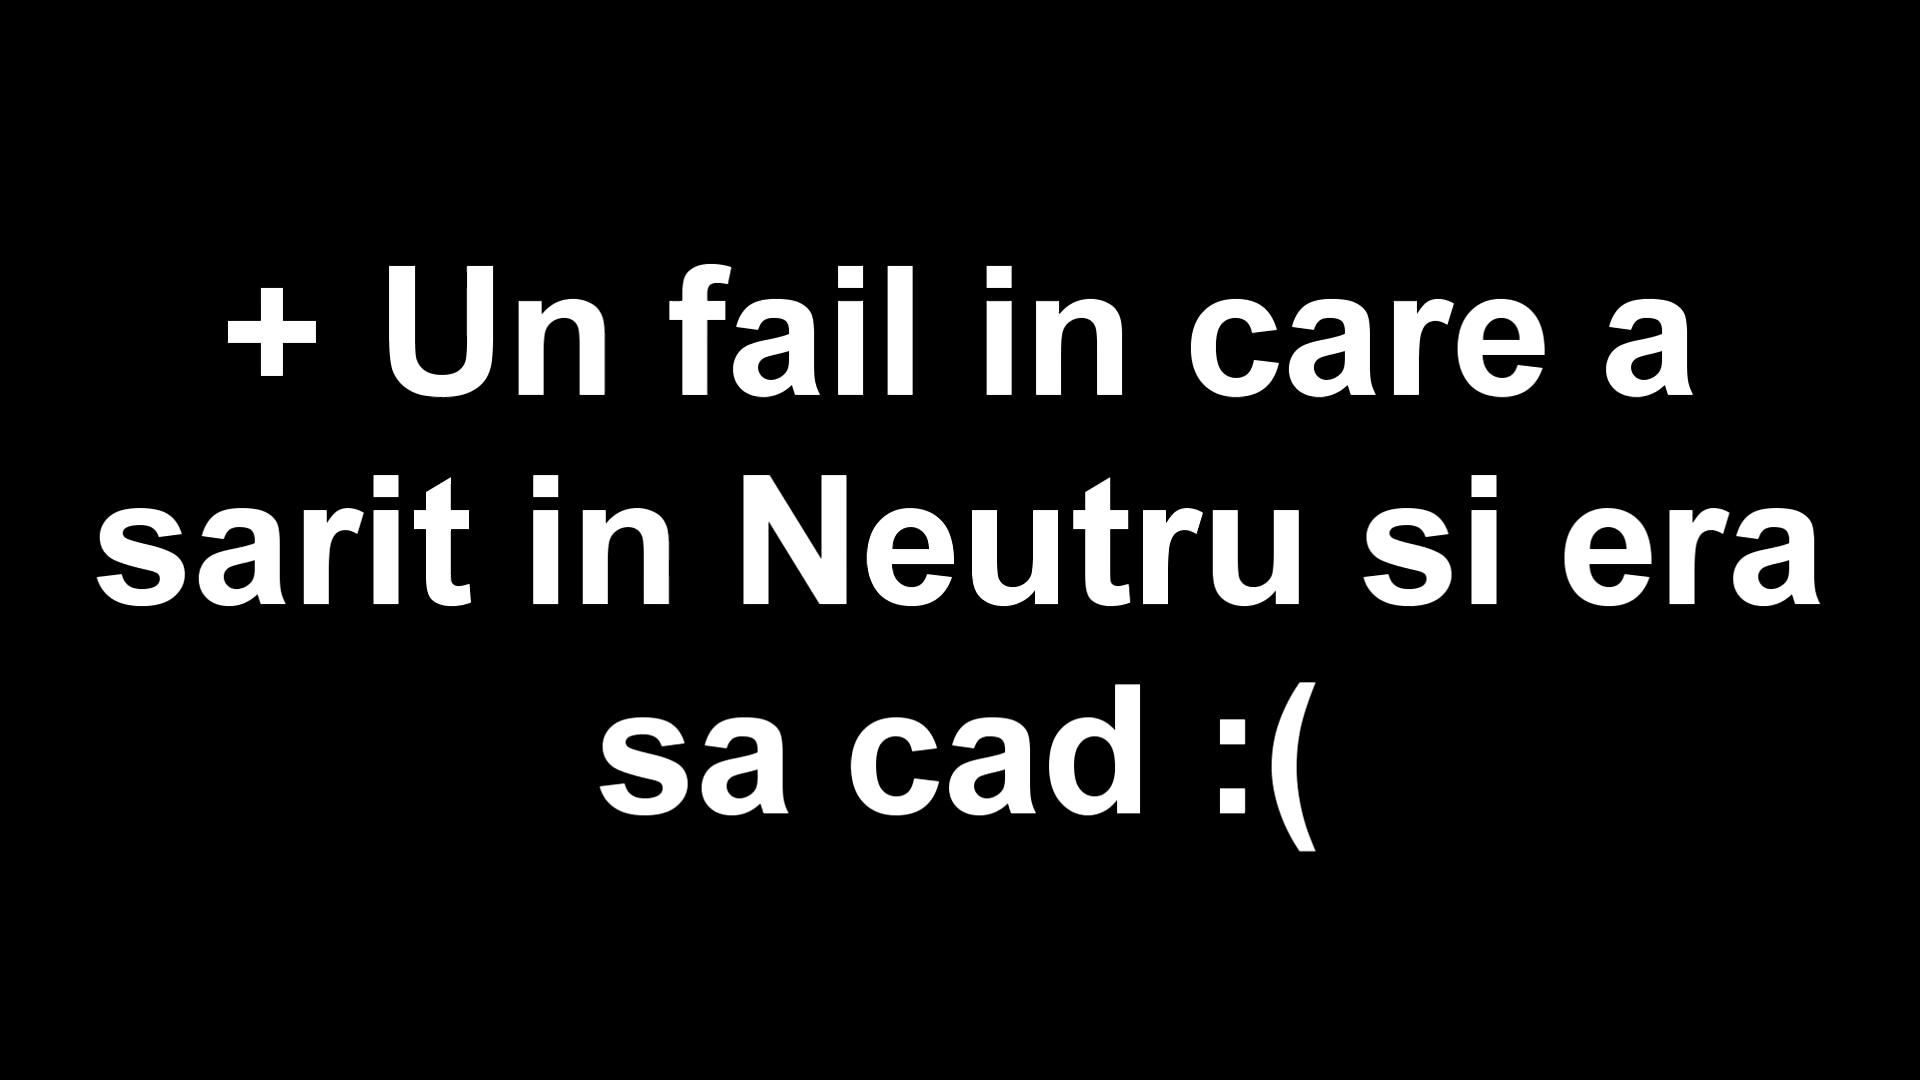 + Un fail in care a
sarit in Neutru si era
sa cad :(